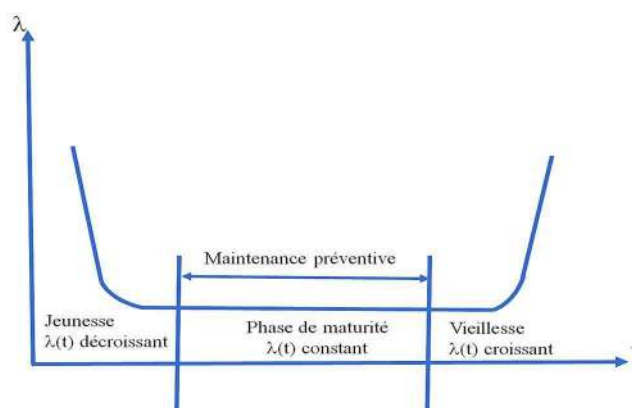 λ
Maintenance préventive
Jeunesse
λ(t) décroissant
Phase de maturité
λ(t) constant
Vieillesse
λ(t) croissant